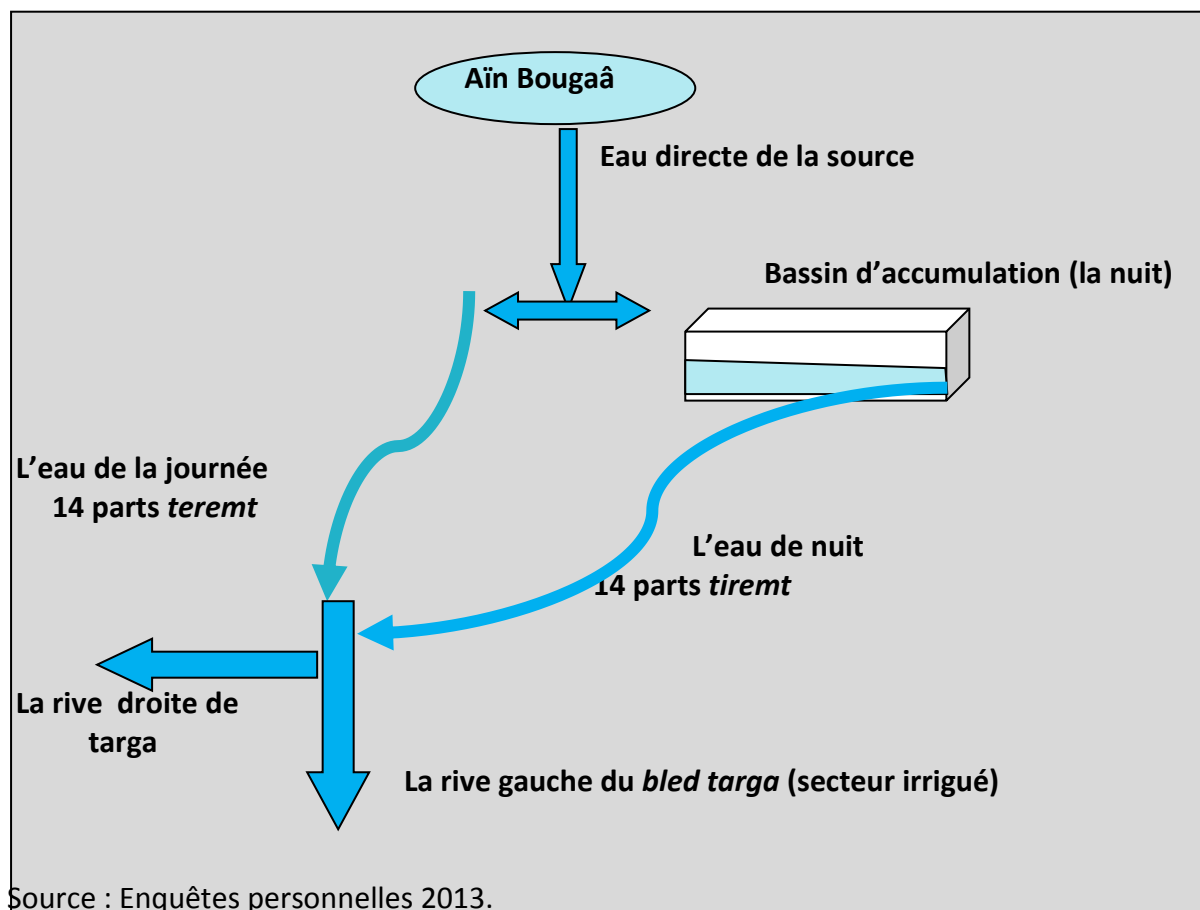 Aïn Bougaâ
Eau directe de la source
Bassin d’accumulation (la nuit)
L’eau de la journée
14 parts teremt
L’eau de nuit
14 parts tiremt
La rive droite de
targa
La rive gauche du bled targa (secteur irrigué)
Source : Enquêtes personnelles 2013.